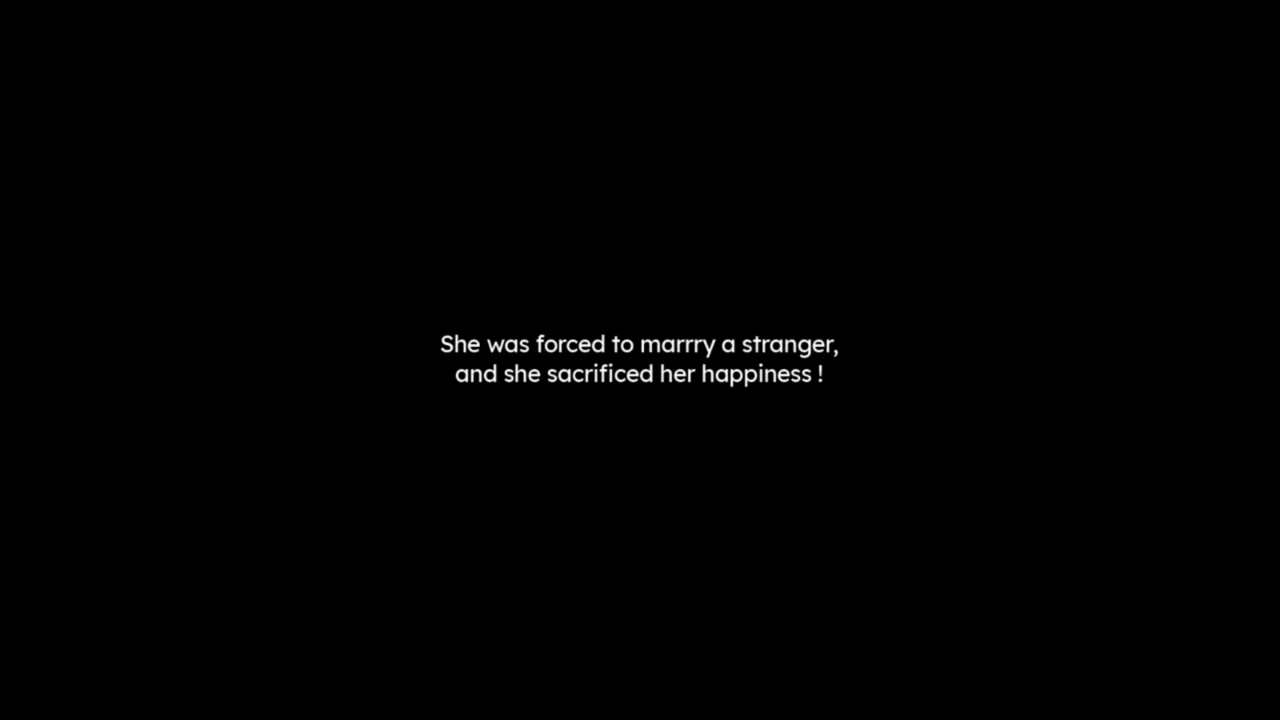 She was forced to marrry a stranger,
and she sacrificed her happiness !